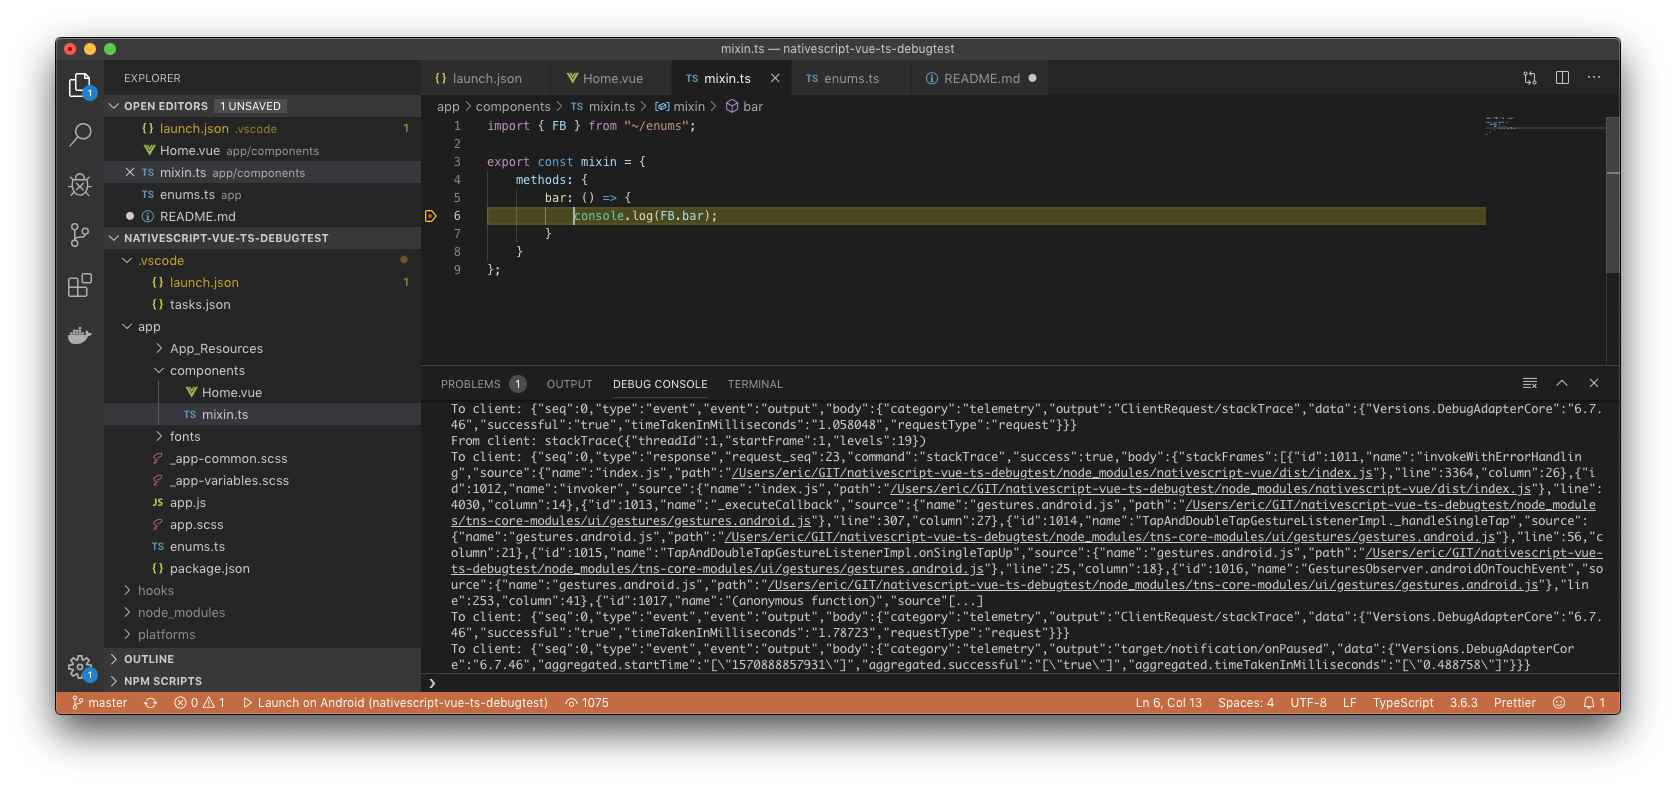 mixin.ts — nativescript-vue-ts-debugtest
EXPLORER
OPEN EDITORS 1 UNSAVED
{} launch.json .vscode 1
Home.vue app/components
TS mixin.ts app/components
TS enums.ts app
README.md
NATIVESCRIPT-VUE-TS-DEBUGTEST
.vscode
{} launch.json 1
{} tasks.json
app
App_Resources
components
Home.vue
TS mixin.ts
fonts
_app-common.scss
_app-variables.scss
JS app.js
app.scss
TS enums.ts
{} package.json
hooks
node_modules
platforms
OUTLINE
NPM SCRIPTS
1
1
{} launch.json Home.vue TS mixin.ts TS enums.ts README.md
app > components > TS mixin.ts > mixin > bar
1 import { FB } from "~/enums";
2
3 export const mixin = {
4 methods: {
5 bar: () => {
6 console.log(FB.bar);
7 }
8 }
9 };
PROBLEMS 1 OUTPUT DEBUG CONSOLE TERMINAL
To client: {"seq":0,"type":"event","event":"output","body":{"category":"telemetry","output":"ClientRequest/stackTrace","data":{"Versions.DebugAdapterCore":"6.7.
46","successful":"true","timeTakenInMilliseconds":"1.058048","requestType":"request"}}}
From client: stackTrace({"threadId":1,"startFrame":1,"levels":19})
To client: {"seq":0,"type":"response","request_seq":23,"command":"stackTrace","success":true,"body":{"stackFrames":[{"id":1011,"name":"invokeWithErrorHandlin
g","source":{"name":"index.js","path":"/Users/eric/GIT/nativescript-vue-ts-debugtest/node_modules/nativescript-vue/dist/index.js"},"line":3364,"column":26},{"i
d":1012,"name":"invoker","source":{"name":"index.js","path":"/Users/eric/GIT/nativescript-vue-ts-debugtest/node_modules/nativescript-vue/dist/index.js"},"line":
4030,"column":14},{"id":1013,"name":"_executeCallback","source":{"name":"gestures.android.js","path":"/Users/eric/GIT/nativescript-vue-ts-debugtest/node_module
s/tns-core-modules/ui/gestures/gestures.android.js"},"line":307,"column":27},{"id":1014,"name":"TapAndDoubleTapGestureListenerImpl._handleSingleTap","source":
{"name":"gestures.android.js","path":"/Users/eric/GIT/nativescript-vue-ts-debugtest/node_modules/tns-core-modules/ui/gestures/gestures.android.js"},"line":56,"c
olumn":21},{"id":1015,"name":"TapAndDoubleTapGestureListenerImpl.onSingleTapUp","source":{"name":"gestures.android.js","path":"/Users/eric/GIT/nativescript-vue-
ts-debugtest/node_modules/tns-core-modules/ui/gestures/gestures.android.js"},"line":25,"column":18},{"id":1016,"name":"GesturesObserver.androidOnTouchEvent","so
urce":{"name":"gestures.android.js","path":"/Users/eric/GIT/nativescript-vue-ts-debugtest/node_modules/tns-core-modules/ui/gestures/gestures.android.js"},"lin
e":253,"column":41},{"id":1017,"name":"(anonymous function)","source"[...]
To client: {"seq":0,"type":"event","event":"output","body":{"category":"telemetry","output":"ClientRequest/stackTrace","data":{"Versions.DebugAdapterCore":"6.7.
46","successful":"true","timeTakenInMilliseconds":"1.78723","requestType":"request"}}}
To client: {"seq":0,"type":"event","event":"output","body":{"category":"telemetry","output":"target/notification/onPaused","data":{"Versions.DebugAdapterCor
e":"6.7.46","aggregated.startTime":"[\"1570888857931\"]","aggregated.successful":"[\"true\"]","aggregated.timeTakenInMilliseconds":"[\"0.488758\"]"}}}
master 0 1 Launch on Android (nativescript-vue-ts-debugtest) 1075 Ln 6, Col 13 Spaces: 4 UTF-8 LF TypeScript 3.6.3 Prettier 1